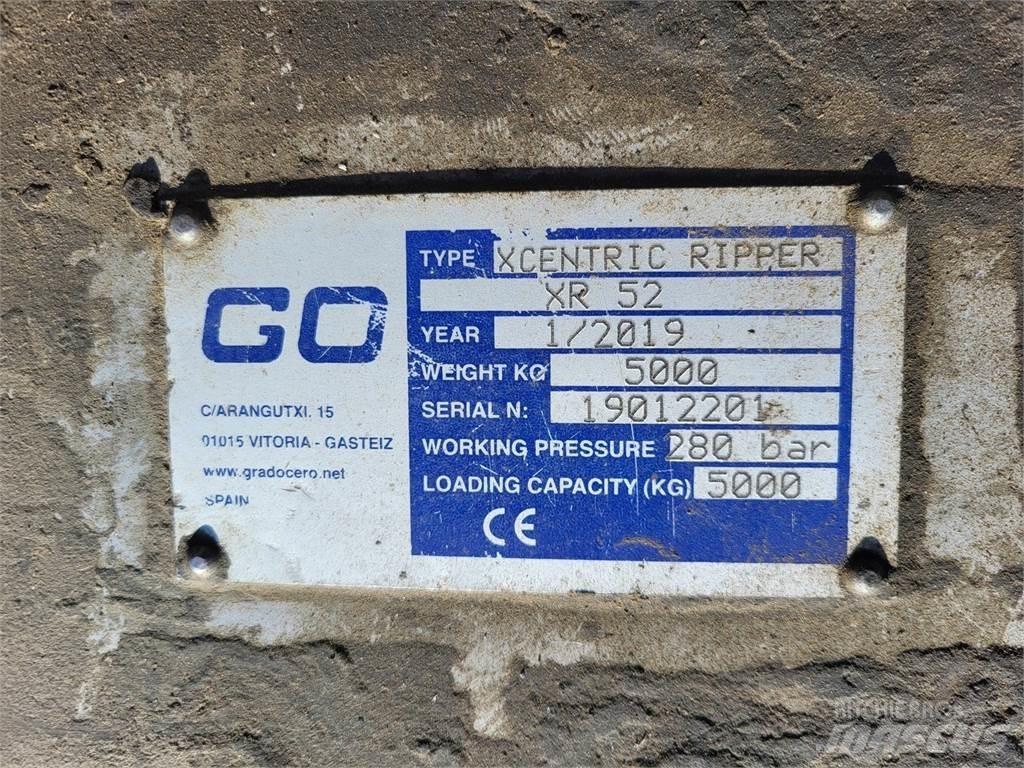 GO
C/ARANGUTXI. 15
01015 VITORIA - GASTEIZ
www.gradocero.net
SPAIN
TYPE XCENTRIC RIPPER
XR 52
YEAR 1/2019
WEIGHT KG 5000
SERIAL N: 19012201
WORKING PRESSURE 280 bar
LOADING CAPACITY (KG) 5000
CE
MASCUS